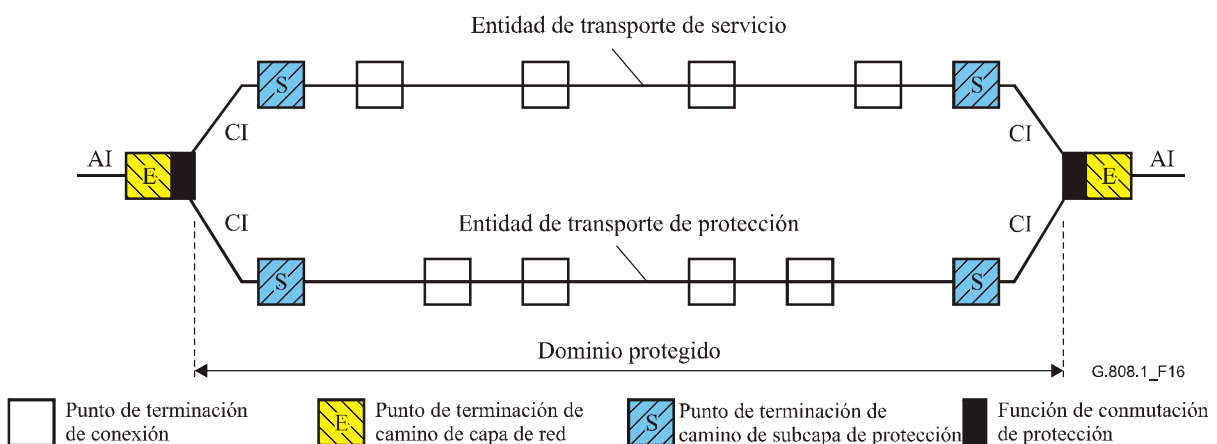 Entidad de transporte de servicio
S
S
CI
CI
AI
E
E
AI
CI
CI
Entidad de transporte de protección
S
S
Dominio protegido
G.808.1_F16
Punto de terminación
de conexión
E
Punto de terminación de
camino de capa de red
S
Punto de terminación de
camino de subcapa de protección
Función de conmutación
de protección